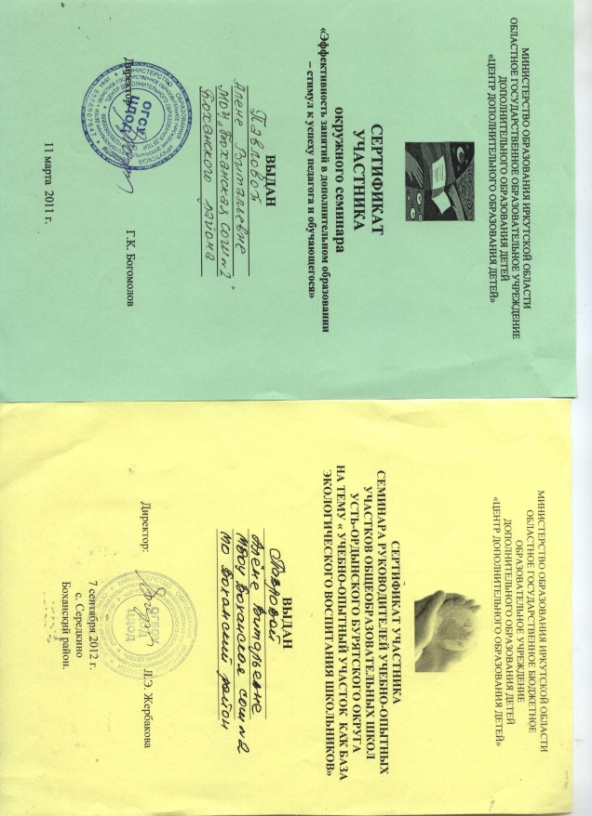 МИНИСТЕРСТВО ОБРАЗОВАНИЯ ИРКУТСКОЙ ОБЛАСТИ
ОБЛАСТНОЕ ГОСУДАРСТВЕННОЕ ОБРАЗОВАТЕЛЬНОЕ УЧРЕЖДЕНИЕ
ДОПОЛНИТЕЛЬНОГО ОБРАЗОВАНИЯ ДЕТЕЙ
«ЦЕНТР ДОПОЛНИТЕЛЬНОГО ОБРАЗОВАНИЯ ДЕТЕЙ»
СЕРТИФИКАТ
УЧАСТНИКА
окружного семинара
«Эффективность занятий в дополнительном образовании
– стимул к успеху педагога и обучающегося»
ВЫДАН
Павловой
Алене Витальевне
МОУ Боханская сош №2
Боханского района
Директор:
Г.К. Богомолов
ОГОУ
ЦДОД
11 марта 2011 г.
МИНИСТЕРСТВО ОБРАЗОВАНИЯ ИРКУТСКОЙ ОБЛАСТИ
ОБЛАСТНОЕ ГОСУДАРСТВЕННОЕ БЮДЖЕТНОЕ
ОБРАЗОВАТЕЛЬНОЕ УЧРЕЖДЕНИЕ
ДОПОЛНИТЕЛЬНОГО ОБРАЗОВАНИЯ ДЕТЕЙ
«ЦЕНТР ДОПОЛНИТЕЛЬНОГО ОБРАЗОВАНИЯ ДЕТЕЙ»
СЕРТИФИКАТ УЧАСТНИКА
СЕМИНАРА РУКОВОДИТЕЛЕЙ УЧЕБНО-ОПЫТНЫХ
УЧАСТКОВ ОБЩЕОБРАЗОВАТЕЛЬНЫХ ШКОЛ
УСТЬ-ОРДЫНСКОГО БУРЯТСКОГО ОКРУГА
НА ТЕМУ « УЧЕБНО-ОПЫТНЫЙ УЧАСТОК КАК БАЗА
ЭКОЛОГИЧЕСКОГО ВОСПИТАНИЯ ШКОЛЬНИКОВ»
ВЫДАН
Павловой
Алене Витальевне
МБОУ Боханская сош №2
МО Боханский район
Директор:
Л.Э. Жербакова
7 сентября 2012 г.
с. Середкино
Боханский район.